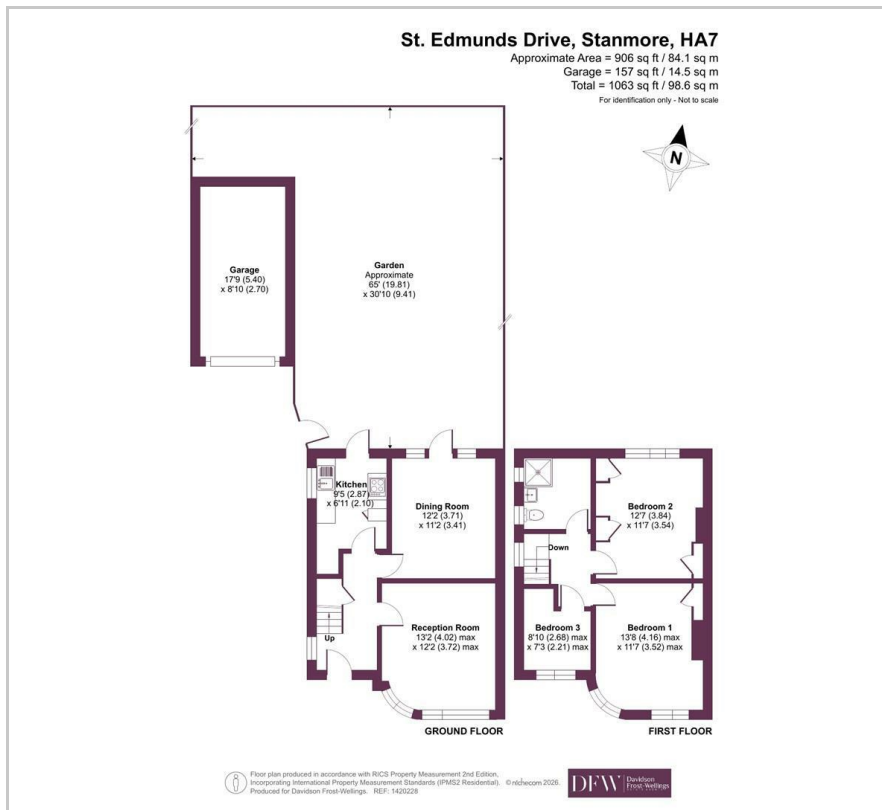 St. Edmunds Drive, Stanmore, HA7
Approximate Area = 906 sq ft / 84.1 sq m
Garage = 157 sq ft / 14.5 sq m
Total = 1063 sq ft / 98.6 sq m
For identification only - Not to scale
N
Garage
17'9 (5.40)
x 8'10 (2.70)
Garden
Approximate
65' (19.81)
x 30'10 (9.41)
Kitchen
9'5 (2.87)
x 6'11 (2.10)
Dining Room
12'2 (3.71)
x 11'2 (3.41)
Up
Reception Room
13'2 (4.02) max
x 12'2 (3.72) max
GROUND FLOOR
Bedroom 2
12'7 (3.84)
x 11'7 (3.54)
Down
Bedroom 3
8'10 (2.68) max
x 7'3 (2.21) max
Bedroom 1
13'8 (4.16) max
x 11'7 (3.52) max
FIRST FLOOR
Floor plan produced in accordance with RICS Property Measurement 2nd Edition,
Incorporating International Property Measurement Standards (IPMS2 Residential). © nichecom 2026.
Produced for Davidson Frost-Wellings. REF: 1420228
DFW
Davidson
Frost-Wellings